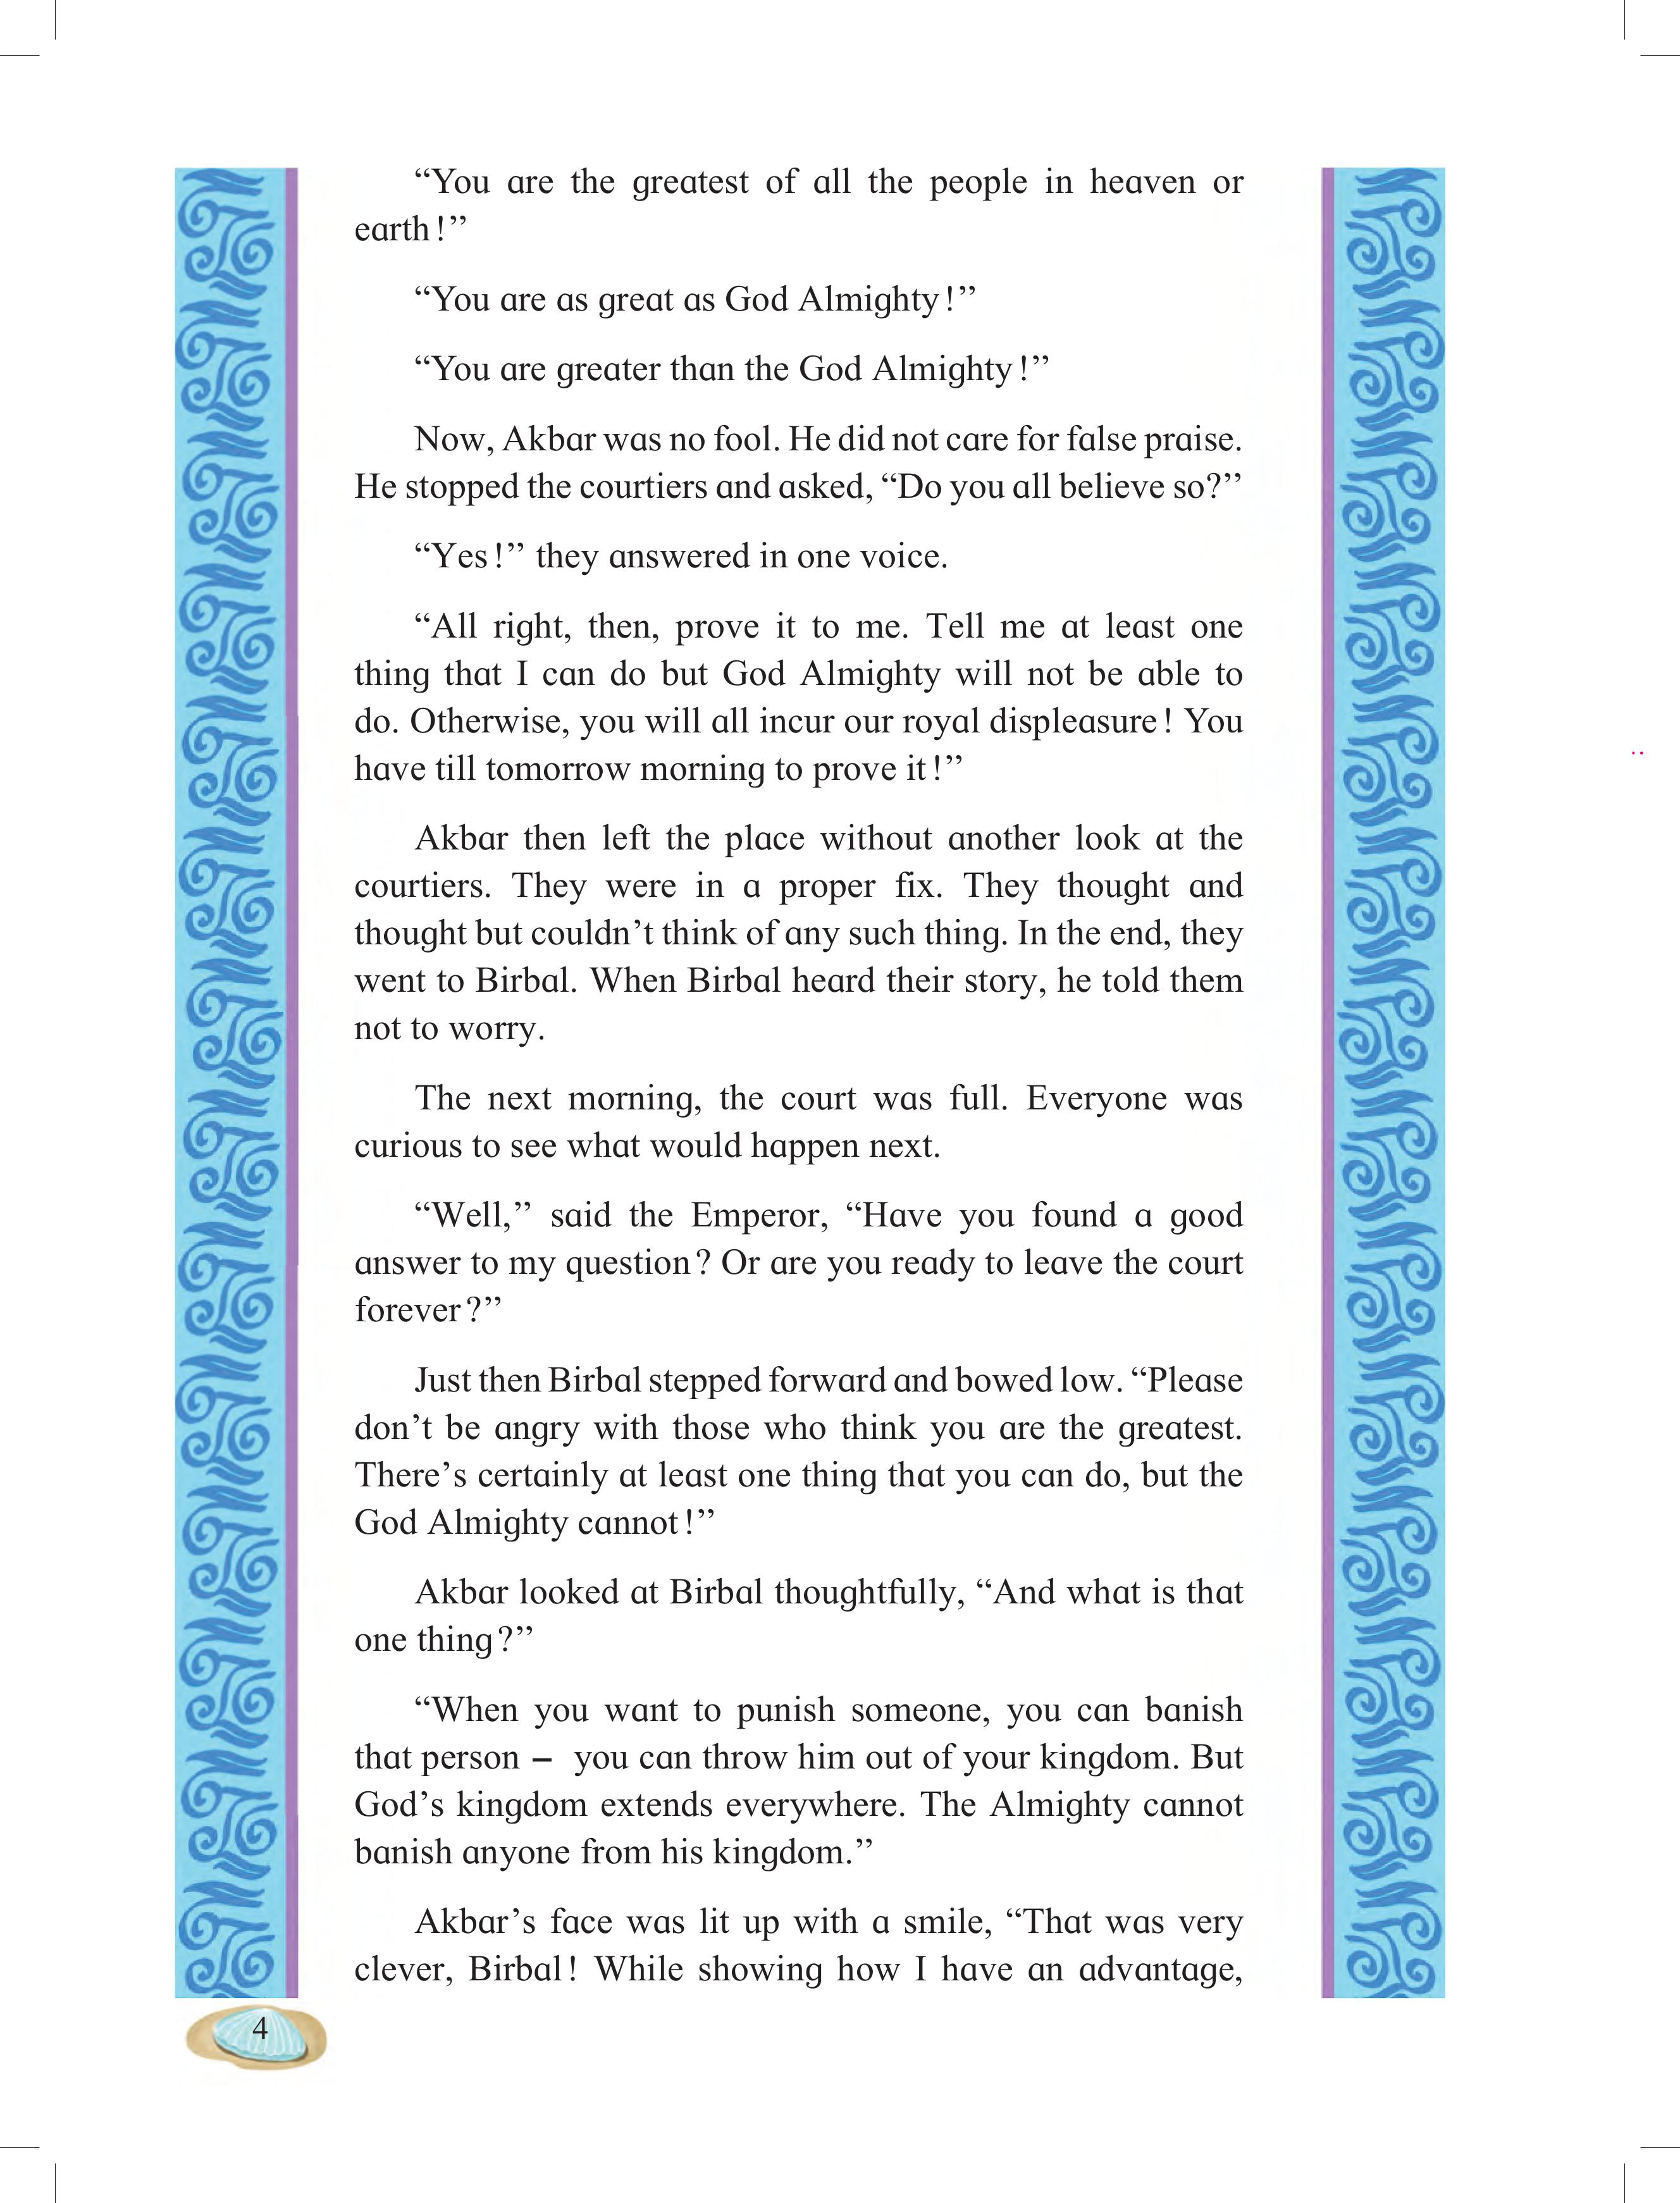 “You are the greatest of all the people in heaven or
earth!”
“You are as great as God Almighty!”
“You are greater than the God Almighty!”
Now, Akbar was no fool. He did not care for false praise.
He stopped the courtiers and asked, “Do you all believe so?”
“Yes!” they answered in one voice.
“All right, then, prove it to me. Tell me at least one
thing that I can do but God Almighty will not be able to
do. Otherwise, you will all incur our royal displeasure! You
have till tomorrow morning to prove it!”
Akbar then left the place without another look at the
courtiers. They were in a proper fix. They thought and
thought but couldn’t think of any such thing. In the end, they
went to Birbal. When Birbal heard their story, he told them
not to worry.
The next morning, the court was full. Everyone was
curious to see what would happen next.
“Well,” said the Emperor, “Have you found a good
answer to my question? Or are you ready to leave the court
forever?”
Just then Birbal stepped forward and bowed low. “Please
don’t be angry with those who think you are the greatest.
There’s certainly at least one thing that you can do, but the
God Almighty cannot!”
Akbar looked at Birbal thoughtfully, “And what is that
one thing?”
“When you want to punish someone, you can banish
that person – you can throw him out of your kingdom. But
God’s kingdom extends everywhere. The Almighty cannot
banish anyone from his kingdom.”
Akbar’s face was lit up with a smile, “That was very
clever, Birbal! While showing how I have an advantage,
4